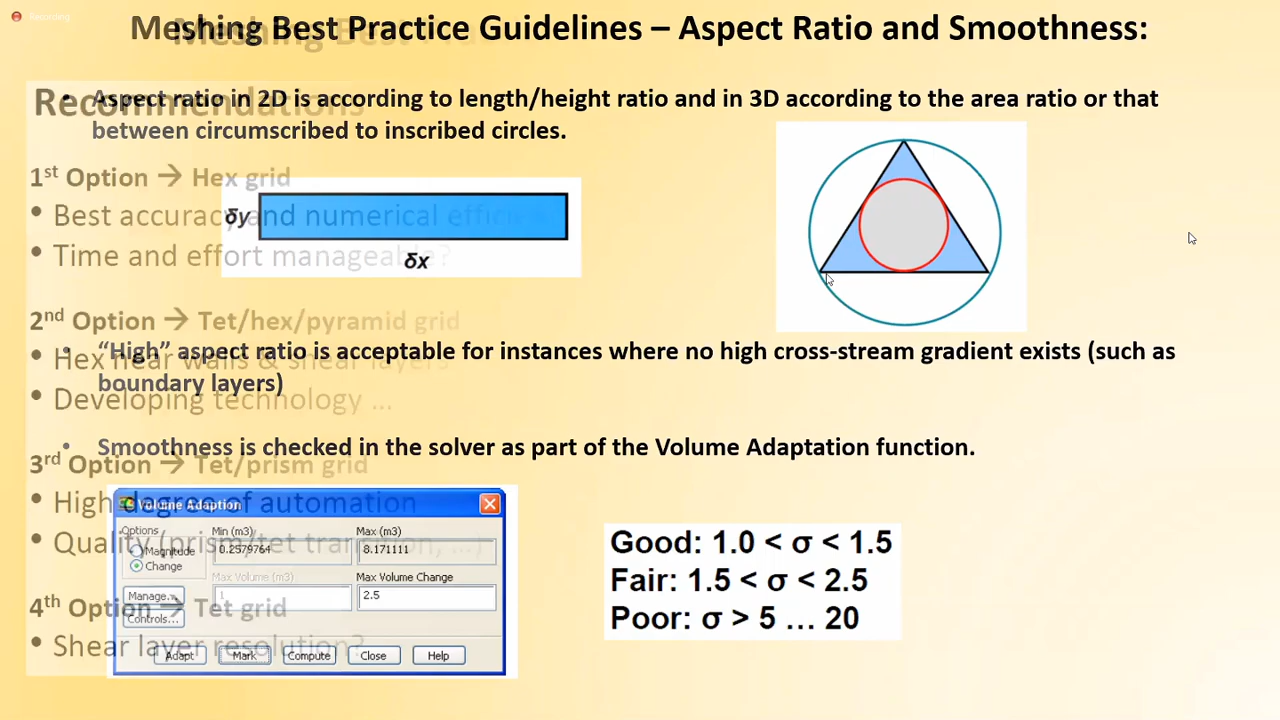 Recording
Meshing Best Practice Guidelines – Aspect Ratio and Smoothness:
Meshing Best Pra
Recommendations
• Aspect ratio in 2D is according to length/height ratio and in 3D according to the area ratio or that
between circumscribed to inscribed circles.
1st Option → Hex grid
• Best accuracy and numerical
• Time and effort manageable?
δy
δx
2nd Option → Tet/hex/pyramid grid
• Hex near walls & shear layers
• Developing technology ...
• “High” aspect ratio is acceptable for instances where no high cross-stream gradient exists (such as
boundary layers)
• Smoothness is checked in the solver as part of the Volume Adaptation function.
3rd Option → Tet/prism grid
• High degree of automation
• Quality (prism/tet transition, ...)
4th Option → Tet grid
• Shear layer resolution?
Volume Adaption
Options
Magnitude
Change
Manage...
Controls...
Min (m3)
0.2579764
Max (m3)
8.171111
Max Volume (m3)
1
Max Volume Change
2.5
Adapt
Mark
Compute
Close
Help
Good: 1.0 < σ < 1.5
Fair: 1.5 < σ < 2.5
Poor: σ > 5 … 20